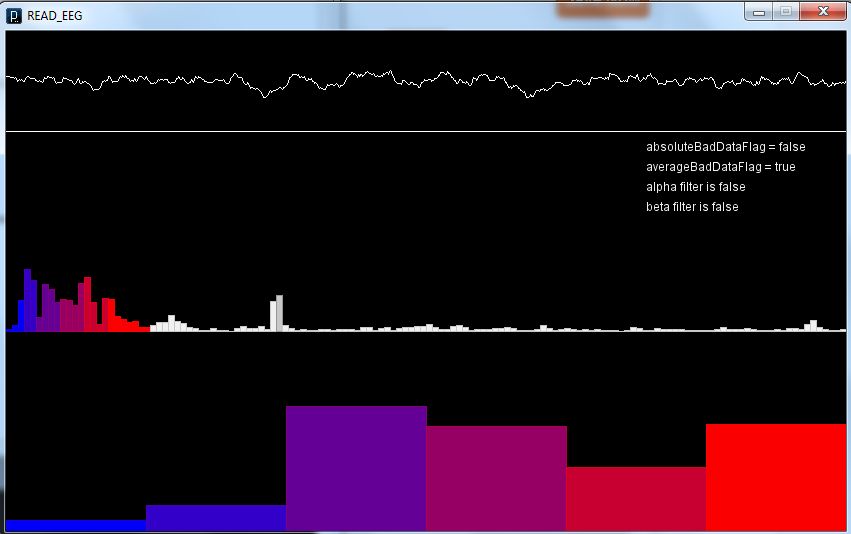 READ_EEG
absoluteBadDataFlag = false
averageBadDataFlag = true
alpha filter is false
beta filter is false